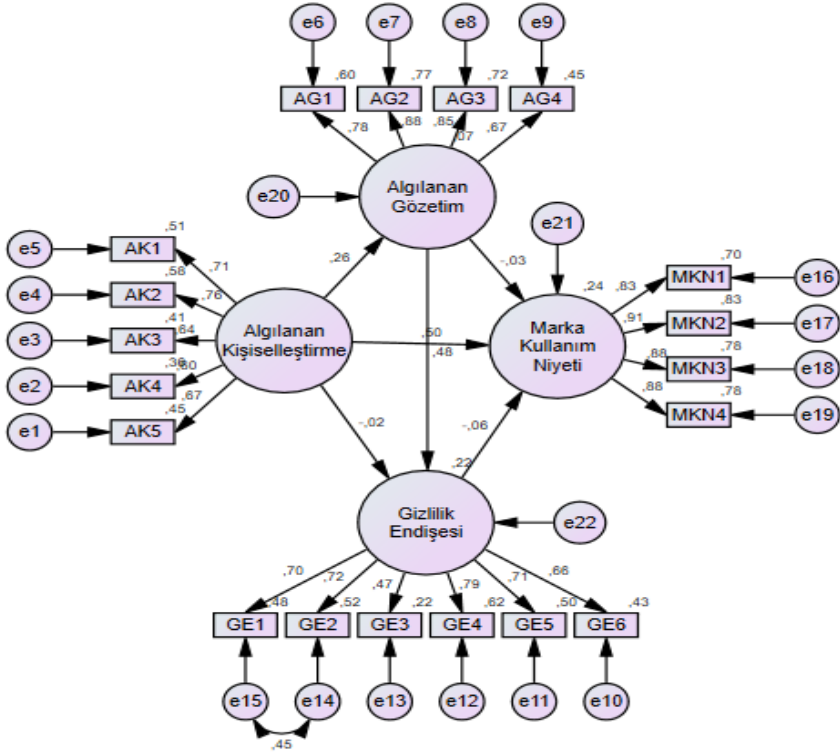 e6 e7 e8 e9
,60 ,77 ,72 ,45
AG1 AG2 AG3 AG4
,78 ,88 ,85 ,07 ,67
Algılanan
Gözetim
e20
e21
,51
e5 AK1
,71
,58
e4 AK2
,76
,41
e3 AK3
,64
,36 ,60
e2 AK4
,67
,45
e1 AK5
Algılanan
Kişiselleştirme
,26
-,03
,50
,48
-,02
-,06
,22
Marka
Kullanım
Niyeti
,24 ,83
,70
MKN1 e16
,91
,83
MKN2 e17
,88
,78
MKN3 e18
,88
,78
MKN4 e19
Gizlilik
Endişesi
e22
,70 ,72 ,47 ,79 ,71 ,66
,48 ,52 ,22 ,62 ,50 ,43
GE1 GE2 GE3 GE4 GE5 GE6
e15 e14 e13 e12 e11 e10
,45